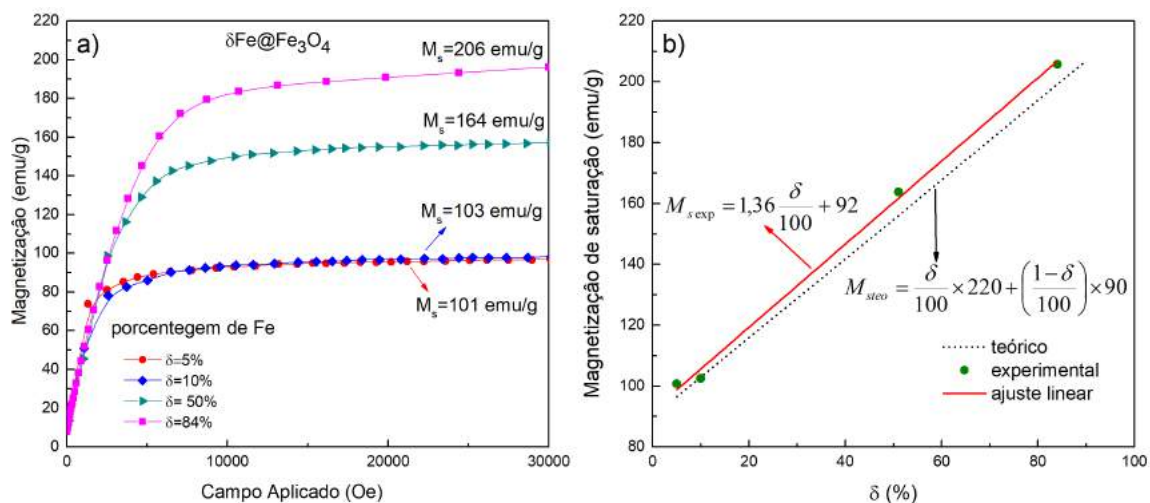 a)
δFe@Fe₃O₄
Mₛ=206 emu/g
Mₛ=164 emu/g
Mₛ=103 emu/g
Mₛ=101 emu/g
porcentegem de Fe
δ=5%
δ=10%
δ= 50%
δ=84%
Magnetização (emu/g)
220
200
180
160
140
120
100
80
60
40
20
0
0 10000 20000 30000
Campo Aplicado (Oe)
b)
M_{s exp} = 1,36 δ/100 + 92
M_{steo} = δ/100 × 220 + ((1−δ)/100) × 90
teórico
experimental
ajuste linear
Magnetização de saturação (emu/g)
220
200
180
160
140
120
100
80
0 20 40 60 80 100
δ (%)